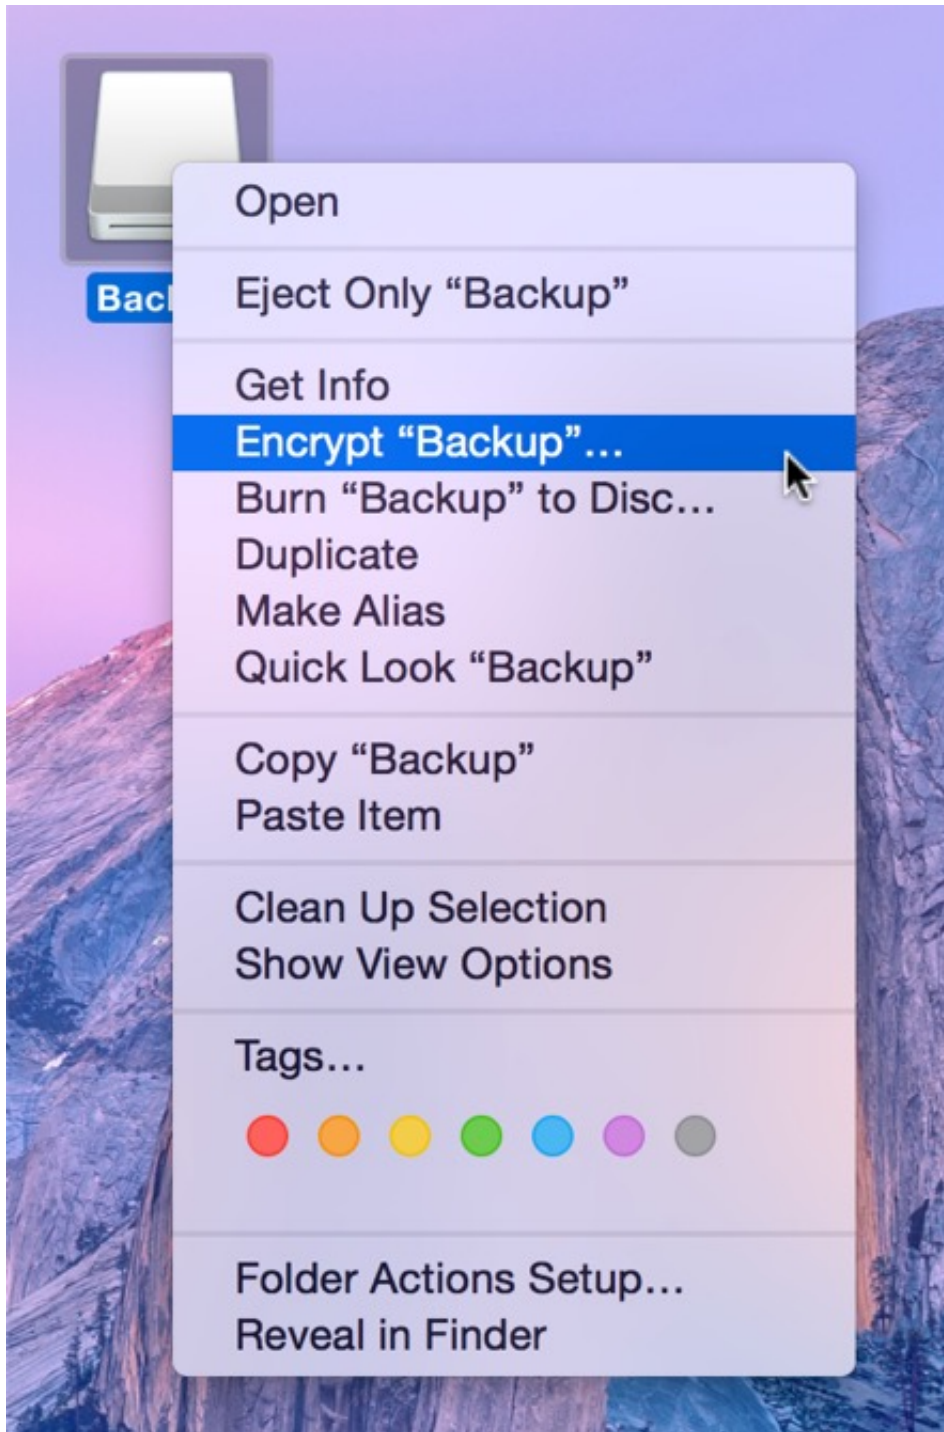 Open
Eject Only “Backup”
Get Info
Encrypt “Backup”...
Burn “Backup” to Disc...
Duplicate
Make Alias
Quick Look “Backup”
Copy “Backup”
Paste Item
Clean Up Selection
Show View Options
Tags...
Folder Actions Setup...
Reveal in Finder